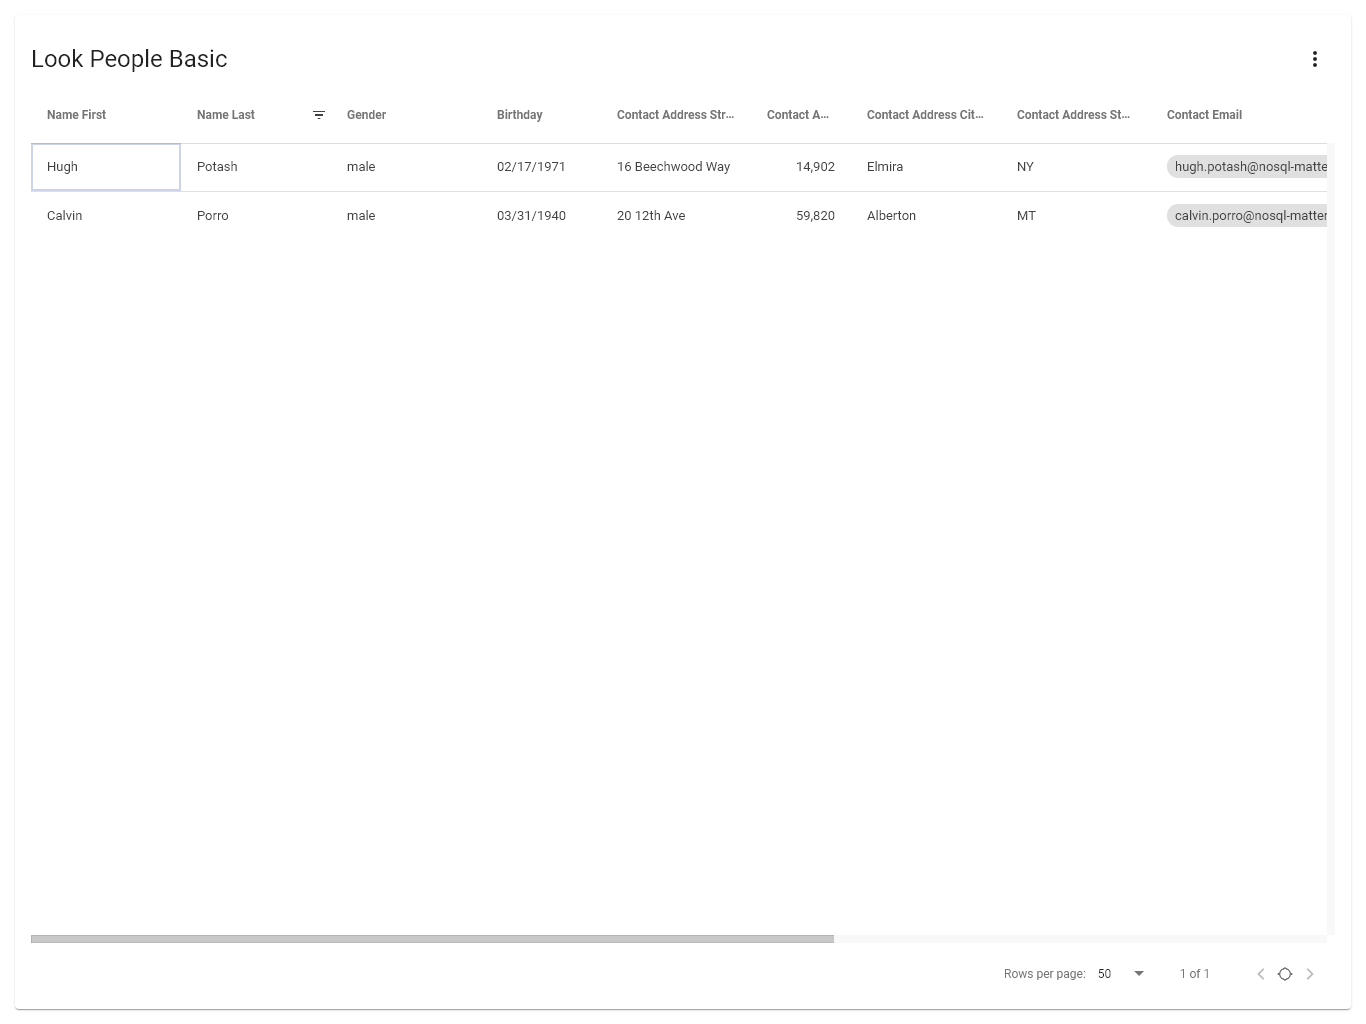 Look People Basic
Name First Name Last Gender Birthday Contact Address Str... Contact A... Contact Address Cit... Contact Address St... Contact Email
Hugh Potash male 02/17/1971 16 Beechwood Way 14,902 Elmira NY hugh.potash@nosql-matte
Calvin Porro male 03/31/1940 20 12th Ave 59,820 Alberton MT calvin.porro@nosql-matter
Rows per page: 50 1 of 1